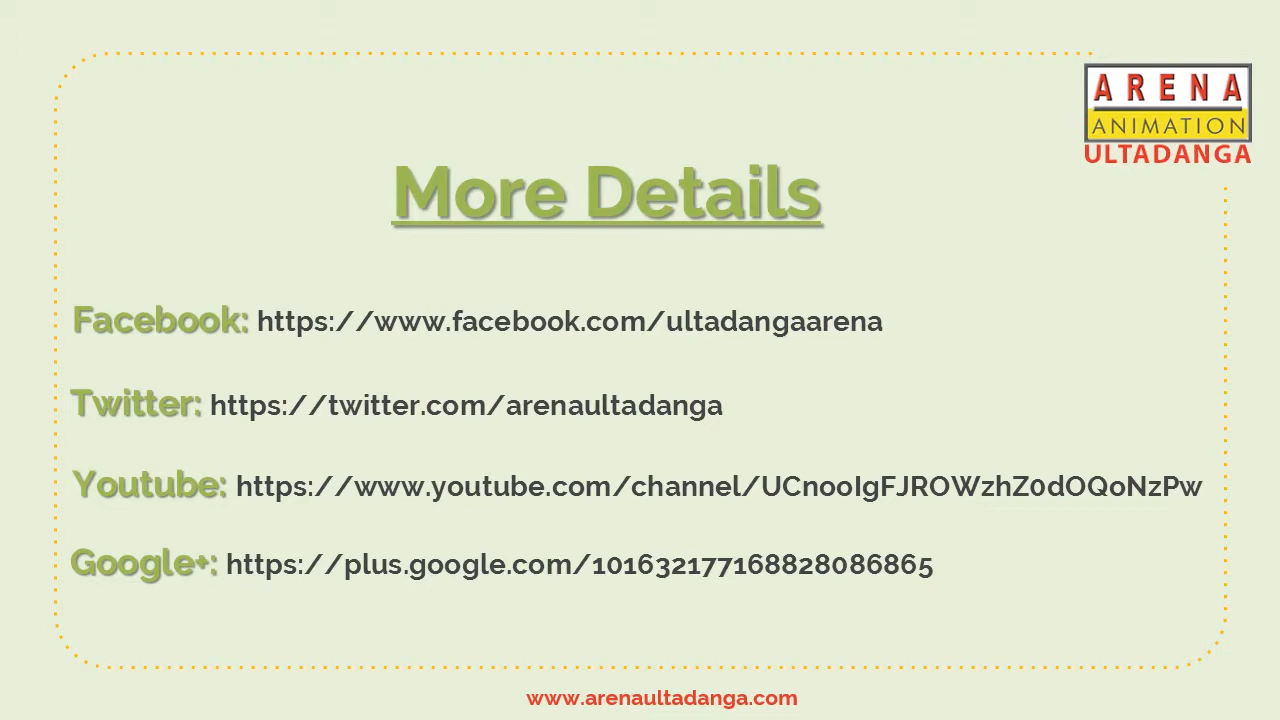 ARENA
ANIMATION
ULTADANGA
More Details
Facebook: https://www.facebook.com/ultadangaarena
Twitter: https://twitter.com/arenaultadanga
Youtube: https://www.youtube.com/channel/UCnooIgFJROWzhZ0dOQoNzPw
Google+: https://plus.google.com/101632177168828086865
www.arenaultadanga.com